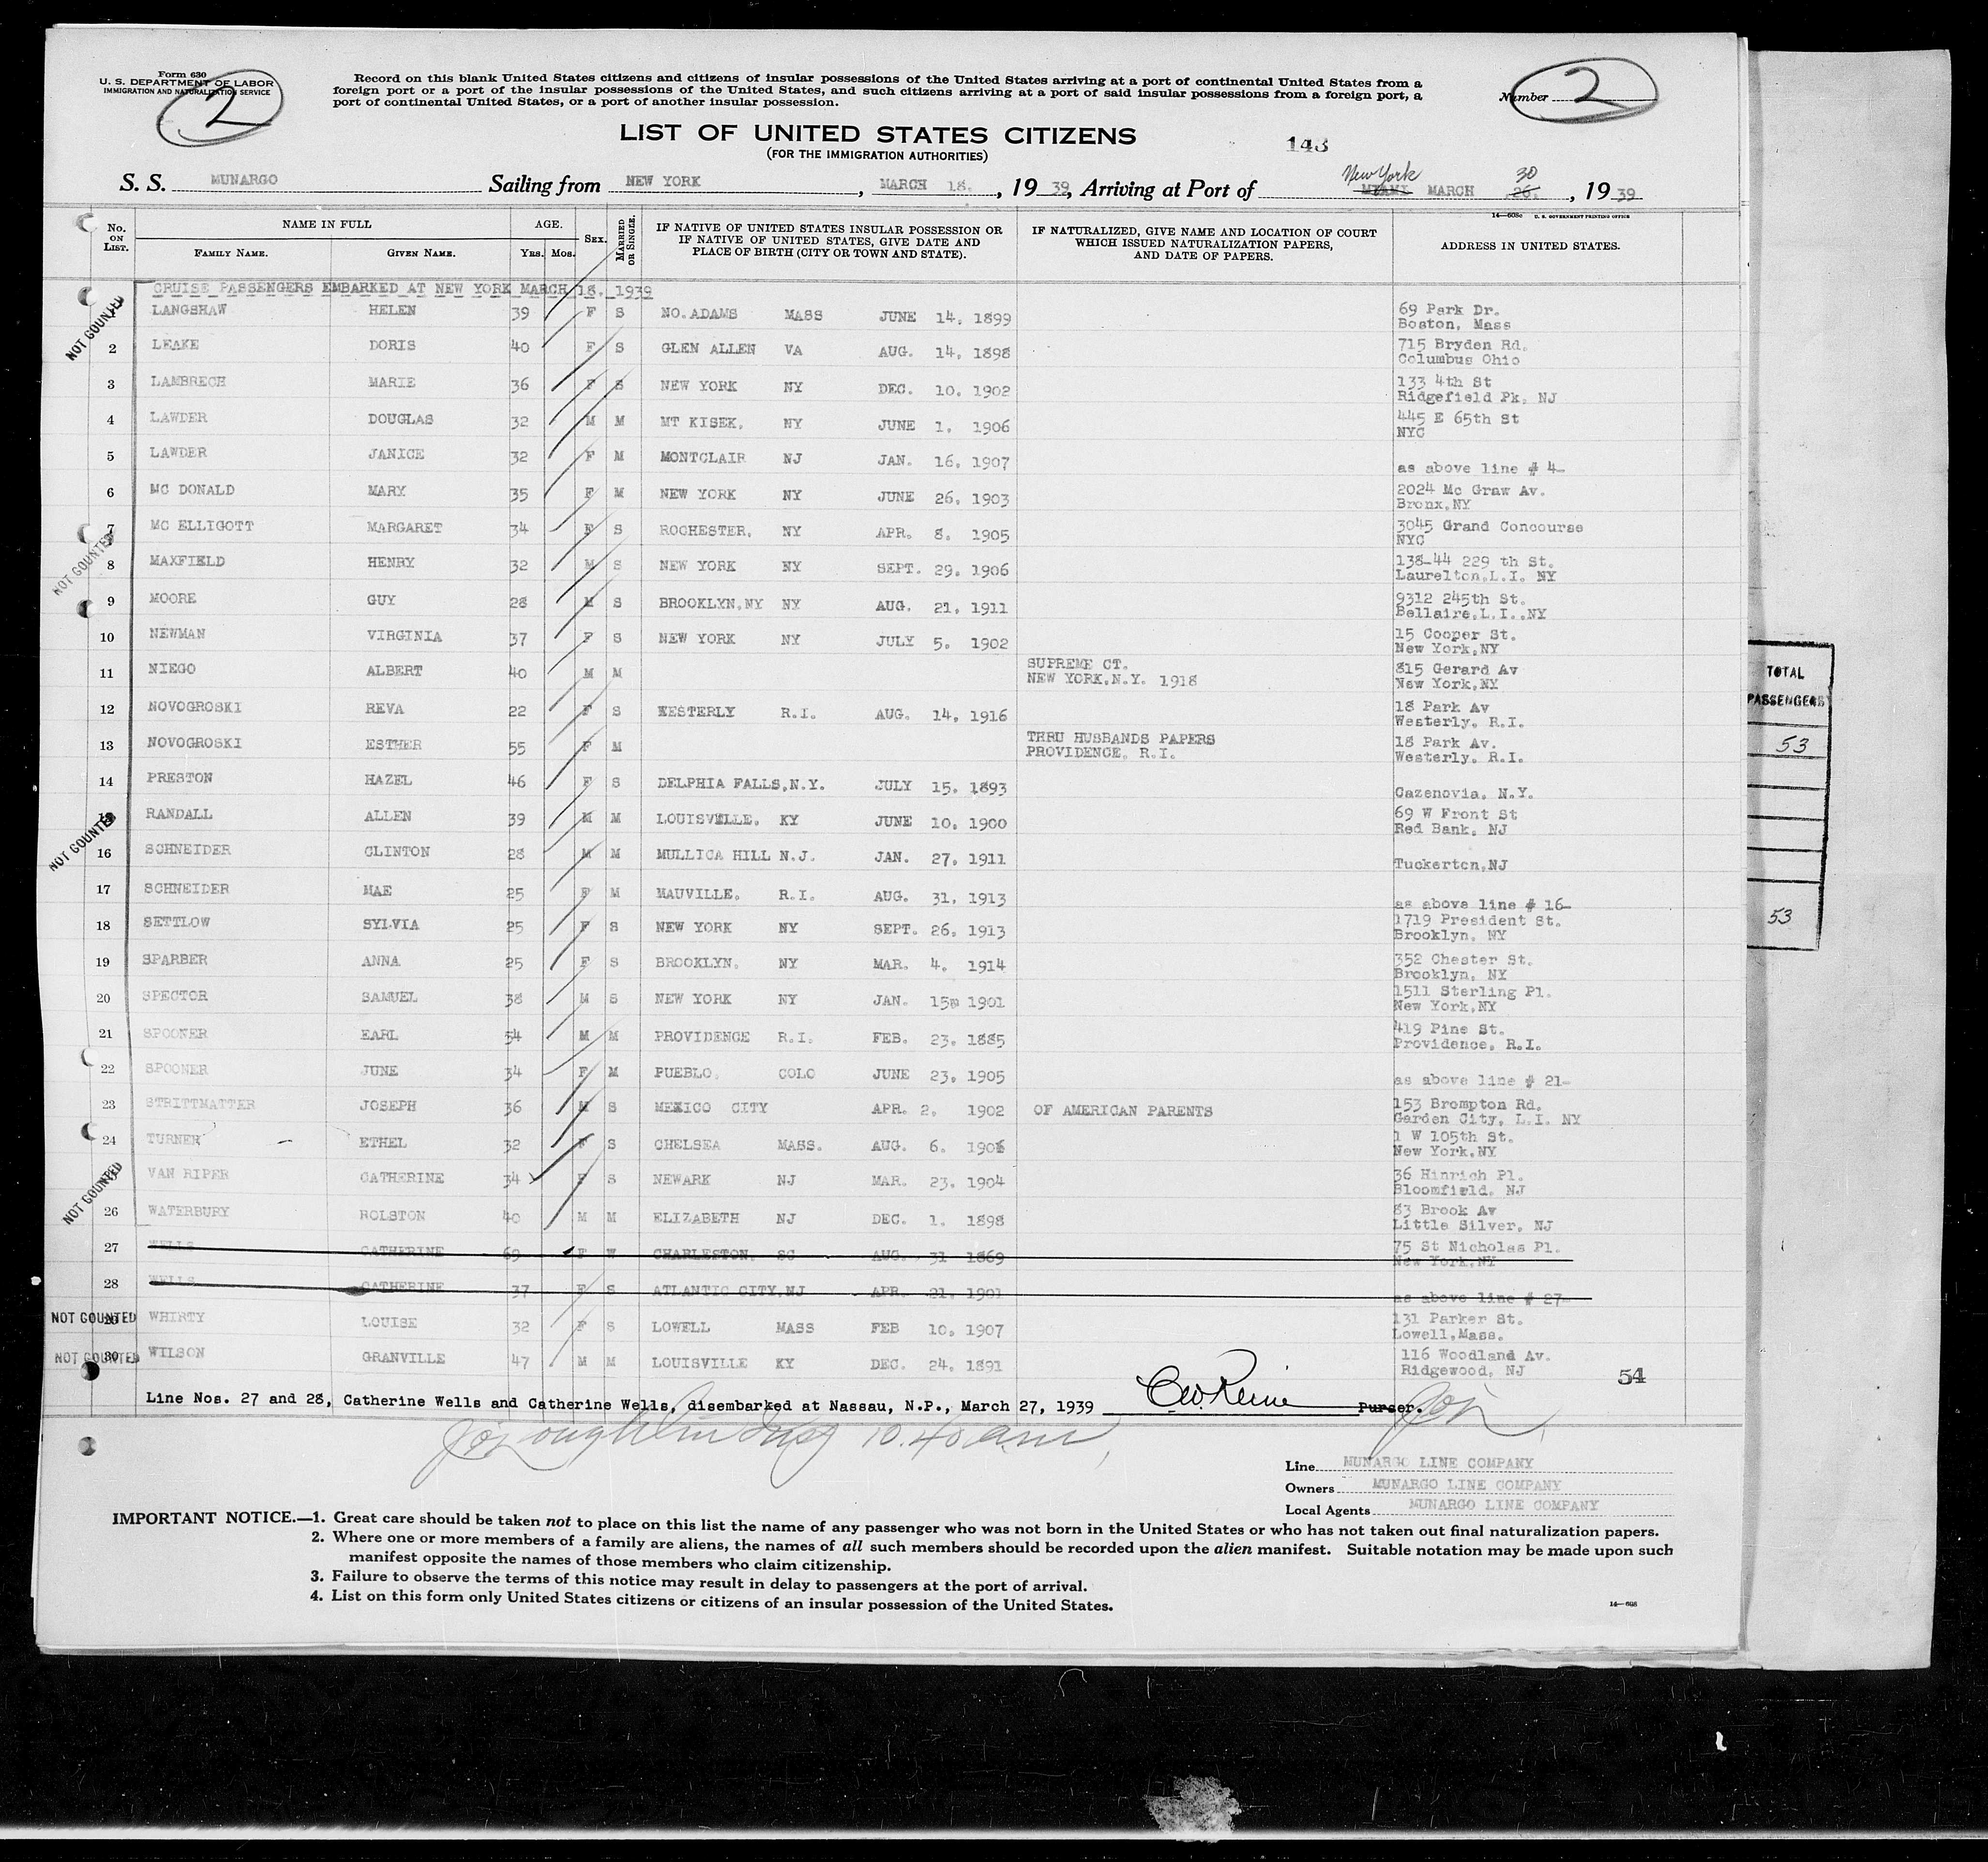 Form 630
U. S. DEPARTMENT OF LABOR
IMMIGRATION AND NATURALIZATION SERVICE
2
Record on this blank United States citizens and citizens of insular possessions of the United States arriving at a port of continental United States from a
foreign port or a port of the insular possessions of the United States, and such citizens arriving at a port of said insular possessions from a foreign port, a
port of continental United States, or a port of another insular possession.
Number 2
LIST OF UNITED STATES CITIZENS
(FOR THE IMMIGRATION AUTHORITIES)
143
S. S. MUNARGO Sailing from NEW YORK, MARCH 18., 1939, Arriving at Port of New York MIAMI MARCH 30 26., 1939
14—608c U. S. GOVERNMENT PRINTING OFFICE
No. ON LIST. NAME IN FULL FAMILY NAME. GIVEN NAME. AGE. Yrs. Mos. SEX. MARRIED OR SINGLE. IF NATIVE OF UNITED STATES INSULAR POSSESSION OR IF NATIVE OF UNITED STATES, GIVE DATE AND PLACE OF BIRTH (CITY OR TOWN AND STATE). IF NATURALIZED, GIVE NAME AND LOCATION OF COURT WHICH ISSUED NATURALIZATION PAPERS, AND DATE OF PAPERS. ADDRESS IN UNITED STATES.
CRUISE PASSENGERS EMBARKED AT NEW YORK MARCH 18. 1939
NOT COUNTED 1 LANGSHAW HELEN 39 F S NO. ADAMS MASS JUNE 14, 1899 69 Park Dr. Boston, Mass
2 LEAKE DORIS 40 F S GLEN ALLEN VA AUG. 14, 1898 715 Bryden Rd. Columbus Ohio
3 LAMBRECH MARIE 36 F S NEW YORK NY DEC. 10, 1902 133 4th St Ridgefield Pk, NJ
4 LAWDER DOUGLAS 32 M M MT KISEK, NY JUNE 1, 1906 445 E 65th St NYC
5 LAWDER JANICE 32 F M MONTCLAIR NJ JAN. 16, 1907 as above line # 4-
6 MC DONALD MARY 35 F M NEW YORK NY JUNE 26, 1903 2024 Mc Graw Av. Bronx, NY
7 MC ELLIGOTT MARGARET 34 F S ROCHESTER, NY APR. 8, 1905 3045 Grand Concourse NYC
NOT COUNTED 8 MAXFIELD HENRY 32 M S NEW YORK NY SEPT. 29, 1906 138-44 229 th St. Laurelton, L.I. NY
9 MOORE GUY 28 M S BROOKLYN, NY NY AUG. 21, 1911 9312 245th St. Bellaire, L.I., NY
10 NEWMAN VIRGINIA 37 F S NEW YORK NY JULY 5, 1902 15 Cooper St. New York, NY
11 NIEGO ALBERT 40 M M SUPREME CT. NEW YORK, N.Y. 1918 815 Gerard Av New York, NY
12 NOVOGROSKI REVA 22 F S WESTERLY R.I. AUG. 14, 1916 18 Park Av Westerly, R.I.
13 NOVOGROSKI ESTHER 55 F M THRU HUSBANDS PAPERS PROVIDENCE, R.I. 18 Park Av. Westerly, R.I.
14 PRESTON HAZEL 46 F S DELPHIA FALLS, N.Y. JULY 15, 1893 Cazenovia, N.Y.
NOT COUNTED 15 RANDALL ALLEN 39 M M LOUISVILLE, KY JUNE 10, 1900 69 W Front St Red Bank, NJ
16 SCHNEIDER CLINTON 28 M M MULLICA HILL N.J. JAN. 27, 1911 Tuckerton, NJ
17 SCHNEIDER MAE 25 F M MAUVILLE, R.I. AUG. 31, 1913 as above line # 16-
18 SETTLOW SYLVIA 25 F S NEW YORK NY SEPT. 26, 1913 1719 President St. Brooklyn, NY
19 SPARBER ANNA 25 F S BROOKLYN, NY MAR. 4, 1914 352 Chester St. Brooklyn, NY
20 SPECTOR SAMUEL 38 M S NEW YORK NY JAN. 15 1901 1511 Sterling Pl. New York, NY
21 SPOONER EARL 54 M M PROVIDENCE R.I. FEB. 23, 1885 419 Pine St. Providence, R.I.
22 SPOONER JUNE 34 F M PUEBLO, COLO JUNE 23, 1905 as above line # 21-
23 STRITTMATTER JOSEPH 36 M S MEXICO CITY APR. 2, 1902 OF AMERICAN PARENTS 153 Brompton Rd. Garden City, L.I. NY
24 TURNER ETHEL 32 F S CHELSEA MASS. AUG. 6, 1906 1 W 105th St. New York, NY
NOT COUNTED 25 VAN RIPER CATHERINE 34 F S NEWARK NJ MAR. 23, 1904 36 Hinrich Pl. Bloomfield, NJ
26 WATERBURY ROLSTON 40 M M ELIZABETH NJ DEC. 1, 1898 83 Brook Av Little Silver, NJ
27 WELLS CATHERINE 69 F W CHARLESTON, SC AUG. 31 1869 75 St Nicholas Pl. New York, NY
28 WELLS CATHERINE 37 F S ATLANTIC CITY, NJ APR. 21, 1901 as above line # 27-
NOT COUNTED 29 WHIRTY LOUISE 32 F S LOWELL MASS FEB 10, 1907 131 Parker St. Lowell, Mass.
NOT COUNTED 30 WILSON GRANVILLE 47 M M LOUISVILLE KY DEC. 24, 1891 116 Woodland Av. Ridgewood, NJ
54
Line Nos. 27 and 28, Catherine Wells and Catherine Wells, disembarked at Nassau, N.P., March 27, 1939 Purser.
10.40 am
Line MUNARGO LINE COMPANY
Owners MUNARGO LINE COMPANY
Local Agents MUNARGO LINE COMPANY
IMPORTANT NOTICE.—1. Great care should be taken not to place on this list the name of any passenger who was not born in the United States or who has not taken out final naturalization papers.
2. Where one or more members of a family are aliens, the names of all such members should be recorded upon the alien manifest. Suitable notation may be made upon such
manifest opposite the names of those members who claim citizenship.
3. Failure to observe the terms of this notice may result in delay to passengers at the port of arrival.
4. List on this form only United States citizens or citizens of an insular possession of the United States.
14—608
TOTAL
PASSENGERS
53
53